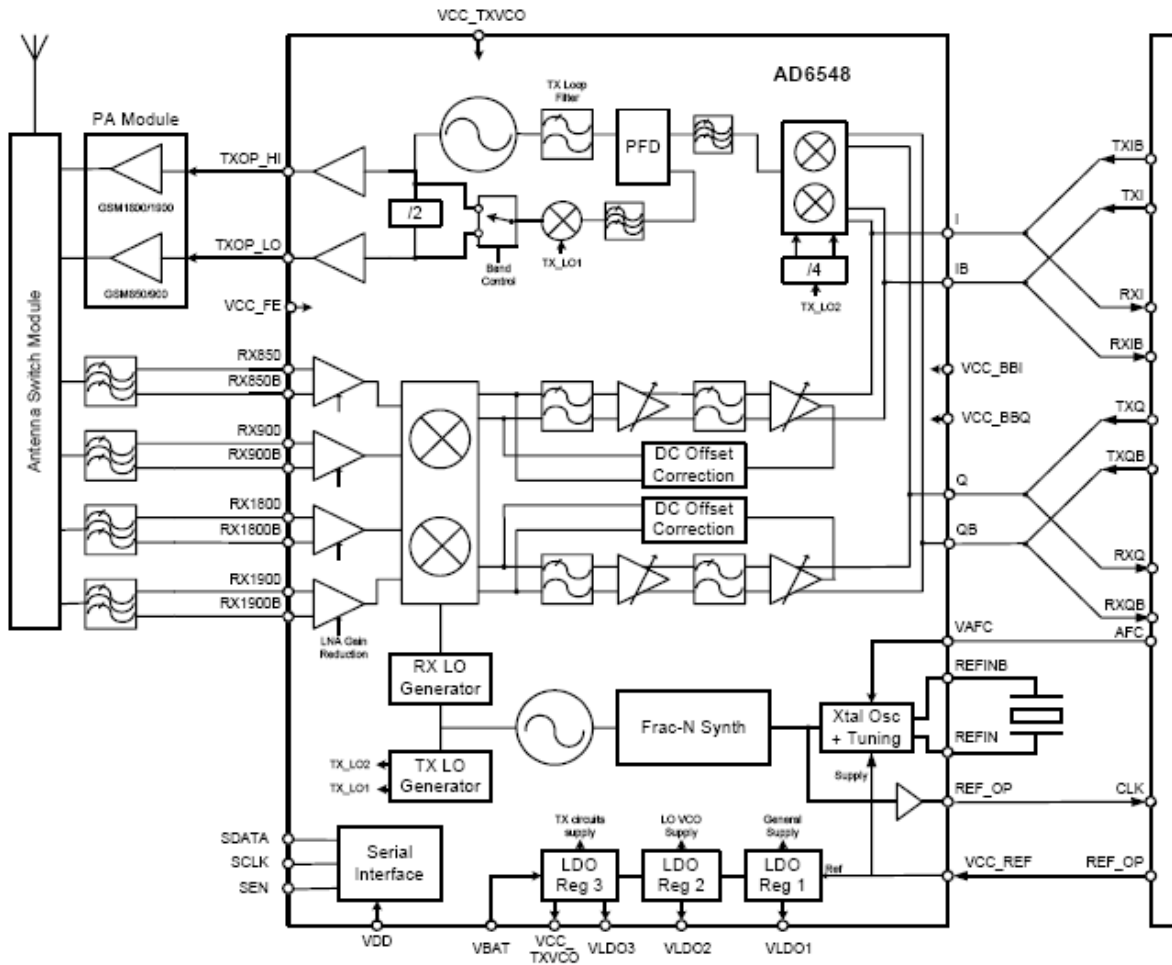 VCC_TXVCO
AD6548
PA Module
TXOP_HI
GSM1800/1900
TXOP_LO
GSM850/900
VCC_FE
TX Loop
Filter
PFD
/2
Band
Control
TX_LO1
/4
TX_LO2
Antenna Switch Module
RX850
RX850B
RX900
RX900B
RX1800
RX1800B
RX1900
RX1900B
LNA Gain
Reduction
DC Offset
Correction
DC Offset
Correction
I
IB
VCC_BBI
VCC_BBQ
Q
QB
TXIB
TXI
RXI
RXIB
TXQ
TXQB
RXQ
RXQB
VAFC
AFC
REFINB
REFIN
RX LO
Generator
Frac-N Synth
Xtal Osc
+ Tuning
TX_LO2
TX_LO1
TX LO
Generator
Supply
REF_OP
CLK
SDATA
SCLK
SEN
Serial
Interface
TX circuits
supply
LO VCO
Supply
General
Supply
LDO
Reg 3
LDO
Reg 2
LDO
Reg 1
Ref
VCC_REF
REF_OP
VDD
VBAT
VCC_
TXVCO
VLDO3
VLDO2
VLDO1